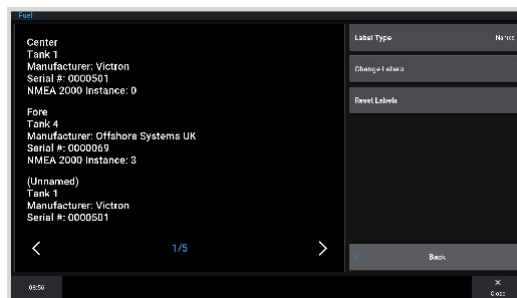 Fuel
Center
Tank 1
Manufacturer: Victron
Serial #: 0000501
NMEA 2000 Instance: 0
Fore
Tank 4
Manufacturer: Offshore Systems UK
Serial #: 0000069
NMEA 2000 Instance: 3
(Unnamed)
Tank 1
Manufacturer: Victron
Serial #: 0000501
1/5
Label Type Names
Change Labels
Reset Labels
Back
08:56
Close